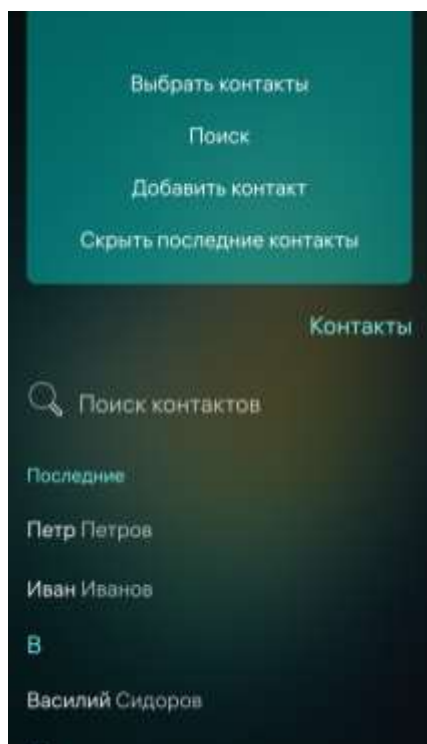 Выбрать контакты
Поиск
Добавить контакт
Скрыть последние контакты
Контакты
Поиск контактов
Последние
Петр Петров
Иван Иванов
В
Василий Сидоров